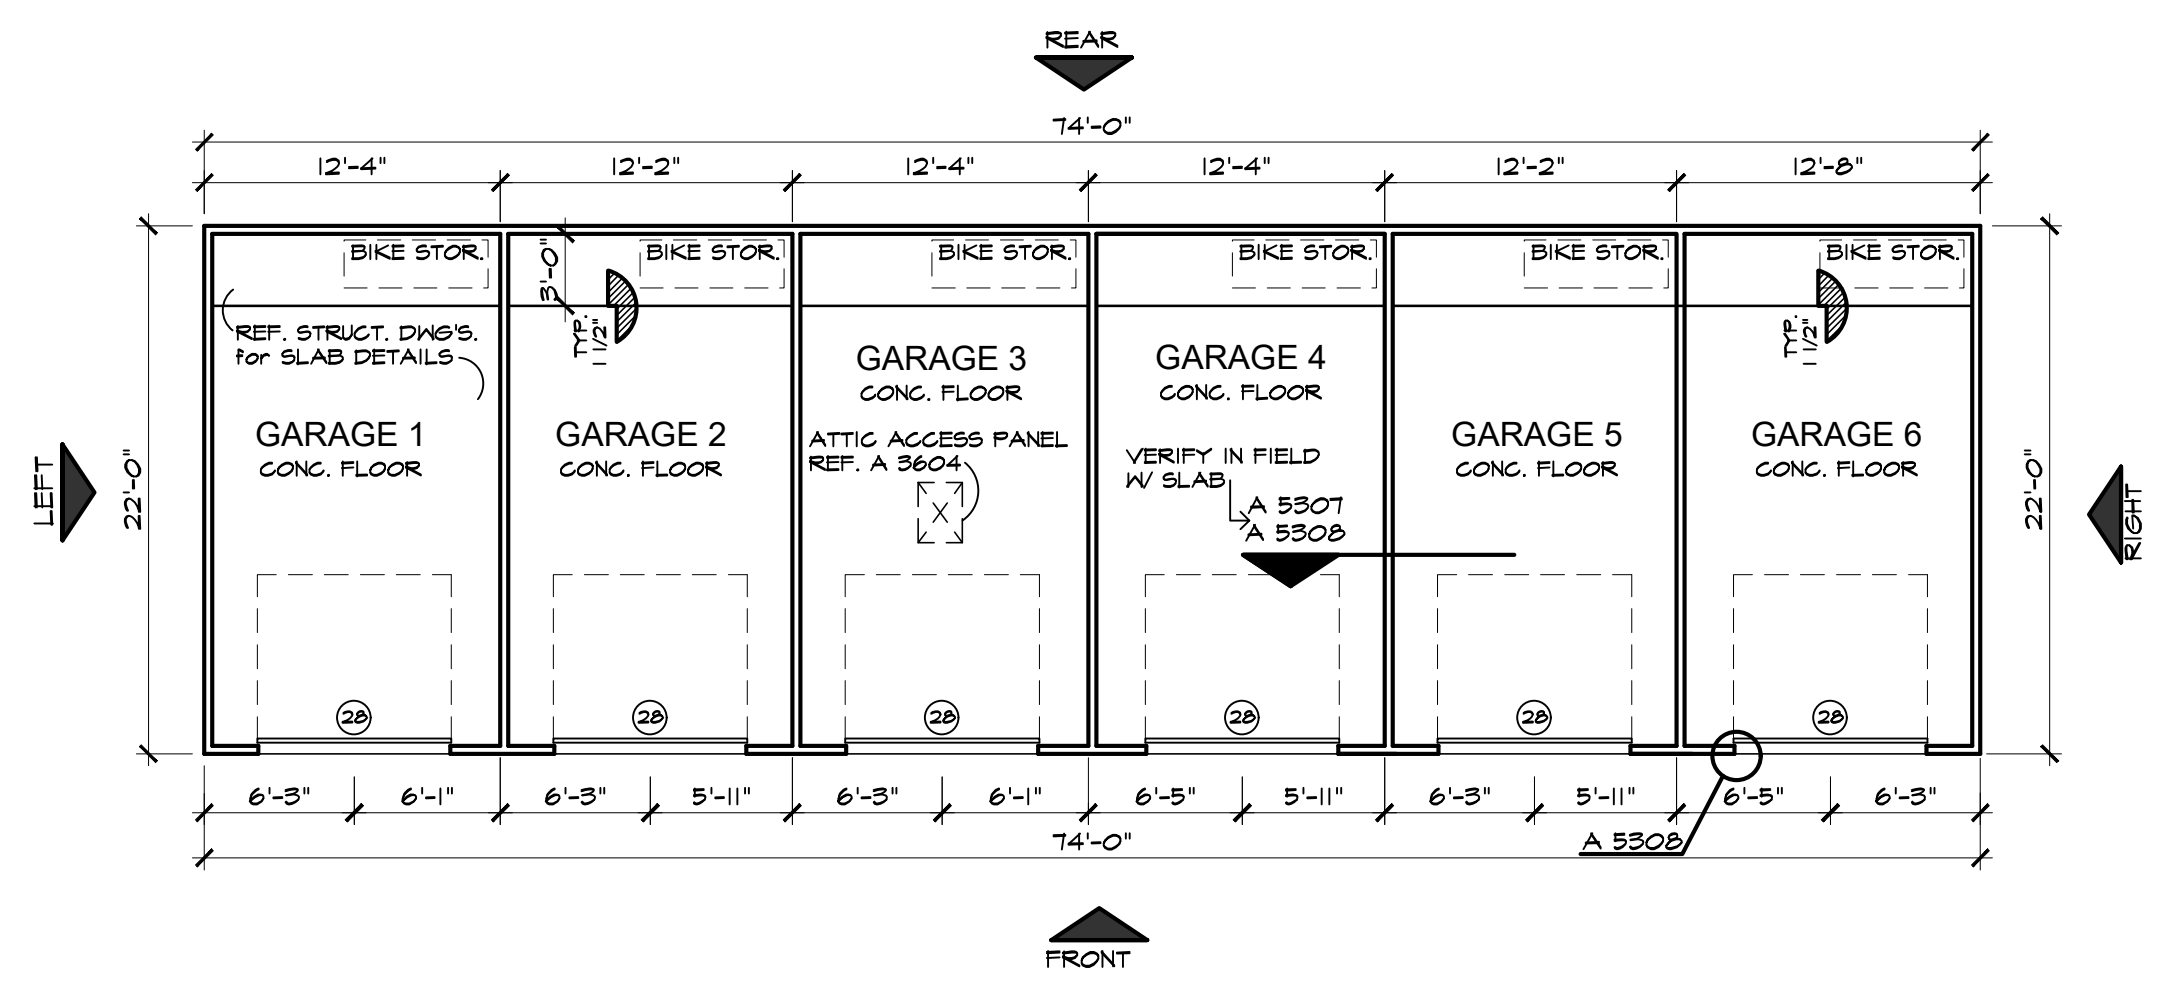 REAR
74'-0"
12'-4" 12'-2" 12'-4" 12'-4" 12'-2" 12'-8"
BIKE STOR. BIKE STOR. BIKE STOR. BIKE STOR. BIKE STOR. BIKE STOR.
3'-0"
TYP.
1 1/2"
TYP.
1 1/2"
REF. STRUCT. DWG'S.
for SLAB DETAILS
GARAGE 1
CONC. FLOOR
GARAGE 2
CONC. FLOOR
GARAGE 3
CONC. FLOOR
ATTIC ACCESS PANEL
REF. A 3604
GARAGE 4
CONC. FLOOR
VERIFY IN FIELD
W/ SLAB
A 5307
A 5308
GARAGE 5
CONC. FLOOR
GARAGE 6
CONC. FLOOR
LEFT
22'-0"
22'-0"
RIGHT
28 28 28 28 28 28
6'-3" 6'-1" 6'-3" 5'-11" 6'-3" 6'-1" 6'-5" 5'-11" 6'-3" 5'-11" 6'-5" 6'-3"
74'-0"
A 5308
FRONT